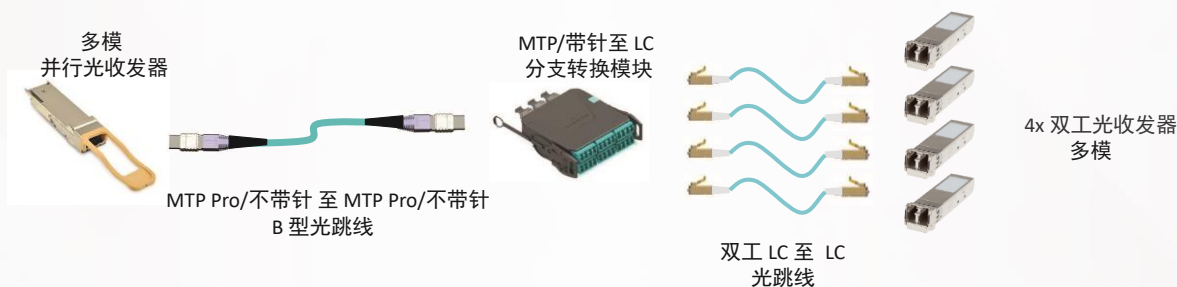 多模
并行光收发器
MTP Pro/不带针 至 MTP Pro/不带针
B 型光跳线
MTP/带针至 LC
分支转换模块
双工 LC 至 LC
光跳线
4x 双工光收发器
多模